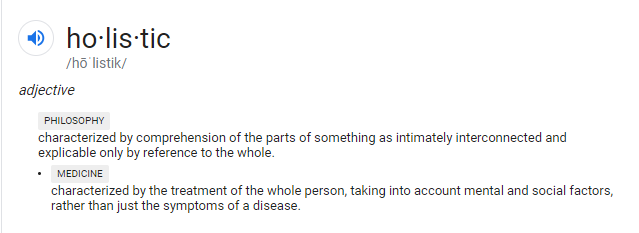 ho·lis·tic
/hōˈlistik/
adjective
PHILOSOPHY
characterized by comprehension of the parts of something as intimately interconnected and
explicable only by reference to the whole.
• MEDICINE
characterized by the treatment of the whole person, taking into account mental and social factors,
rather than just the symptoms of a disease.